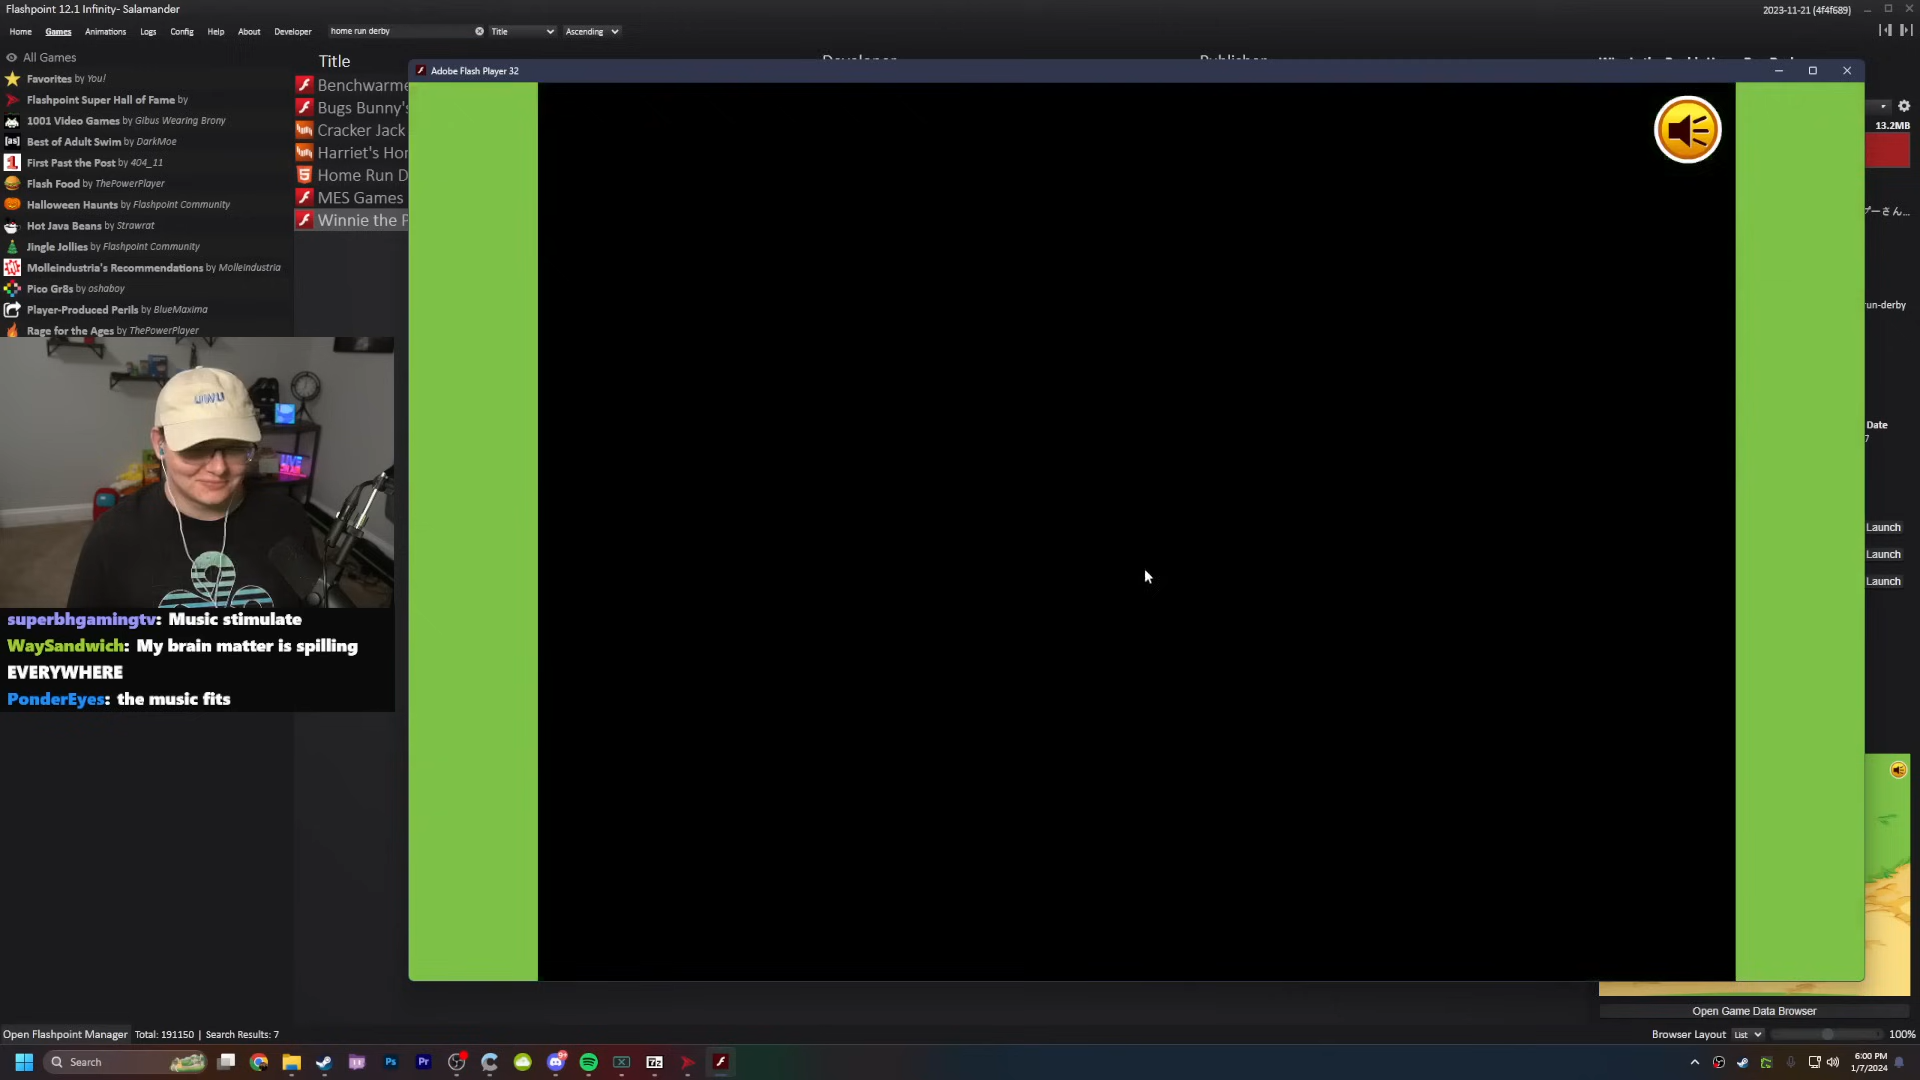 Flashpoint 12.1 Infinity- Salamander
2023-11-21 (4f4f689)
Home Games Animations Logs Config Help About Developer home run derby Title Ascending
All Games
Favorites by You!
Flashpoint Super Hall of Fame by
1001 Video Games by Gibus Wearing Brony
Best of Adult Swim by DarkMoe
First Past the Post by 404_11
Flash Food by ThePowerPlayer
Halloween Haunts by Flashpoint Community
Hot Java Beans by Strawrat
Jingle Jollies by Flashpoint Community
Molleindustria's Recommendations by Molleindustria
Pico Gr8s by oshaboy
Player-Produced Perils by BlueMaxima
Rage for the Ages by ThePowerPlayer
Title
Benchwarme
Bugs Bunny's
Cracker Jack
Harriet's Hor
Home Run D
MES Games
Winnie the P
Adobe Flash Player 32
13.2MB
プーさん...
run-derby
Date
7
Launch
Launch
Launch
UWU
LIVE
superbhgamingtv: Music stimulate
WaySandwich: My brain matter is spilling
EVERYWHERE
PonderEyes: the music fits
Open Game Data Browser
Open Flashpoint Manager Total: 191150 | Search Results: 7
Browser Layout List 100%
Search
6:00 PM
1/7/2024